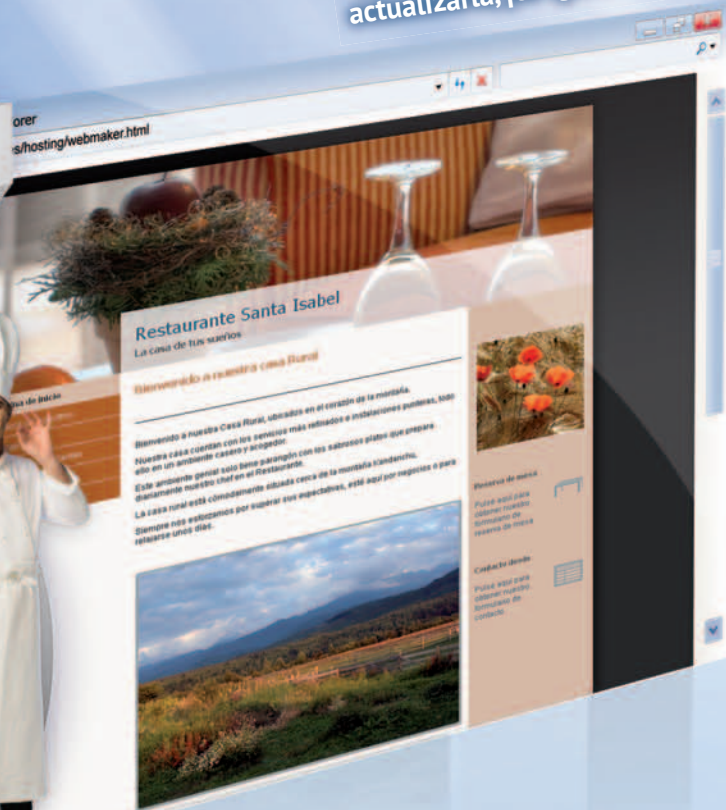 actualizarla,
orer
s/hosting/webmaker.html
Restaurante Santa Isabel
La casa de tus sueños
Bienvenido a nuestra casa Rural
de inicio
Bienvenido a nuestra Casa Rural, ubicados en el corazón de la montaña.
Nuestra casa cuentan con los servicios más refinados e instalaciones punteras, todo
ello en un ambiente casero y acogedor.
Este ambiente genial solo tiene parangón con los sabrosos platos que prepara
diariamente nuestro chef en el Restaurante.
La casa rural está cómodamente situada cerca de la montaña
Siempre nos esforzamos por superar sus expectativas, esté aquí por negocios o para
relajarse unos días.
Reserva de mesa
Pulse aquí para
obtener nuestro
formulario de
reserva de mesa
Contacto desde
Pulse aquí para
obtener nuestro
formulario de
contacto.